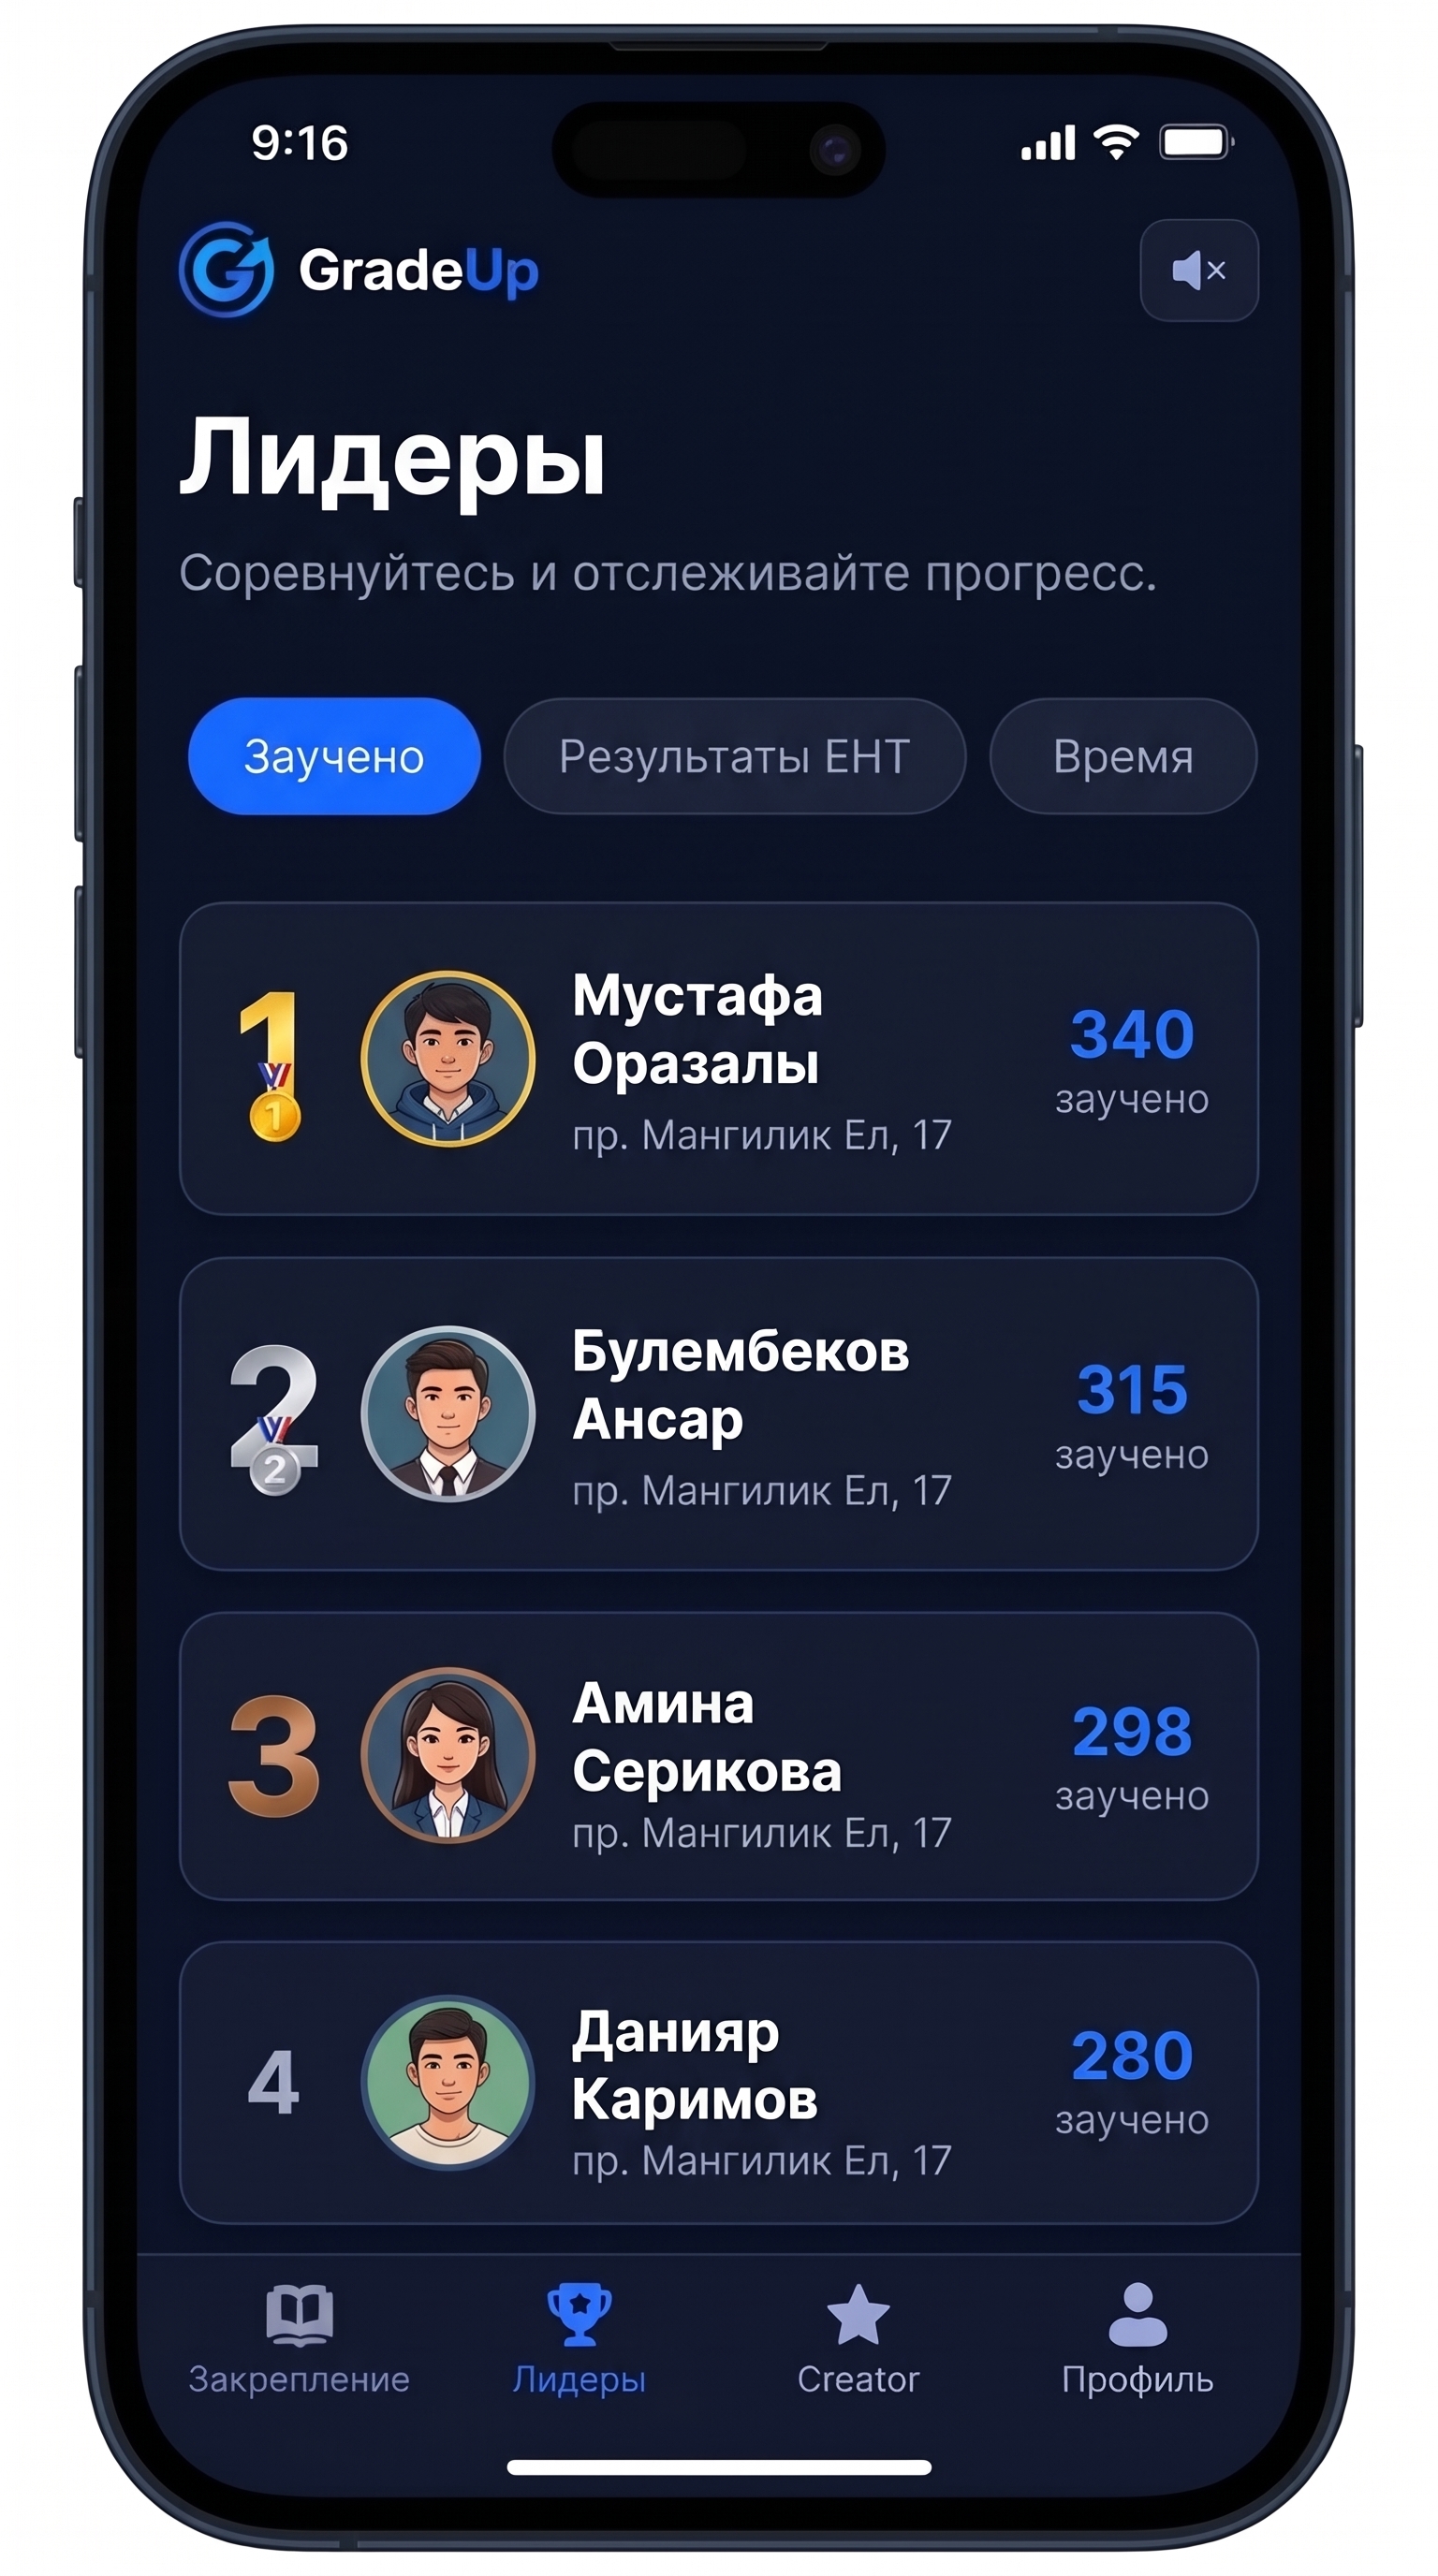 9:16
GradeUp
Лидеры
Соревнуйтесь и отслеживайте прогресс.
Заучено
Результаты ЕНТ
Время
1
1
Мустафа
Оразалы
пр. Мангилик Ел, 17
340
заучено
2
2
Булембеков
Ансар
пр. Мангилик Ел, 17
315
заучено
3
Амина
Серикова
пр. Мангилик Ел, 17
298
заучено
4
Данияр
Каримов
пр. Мангилик Ел, 17
280
заучено
Закрепление
Лидеры
Creator
Профиль